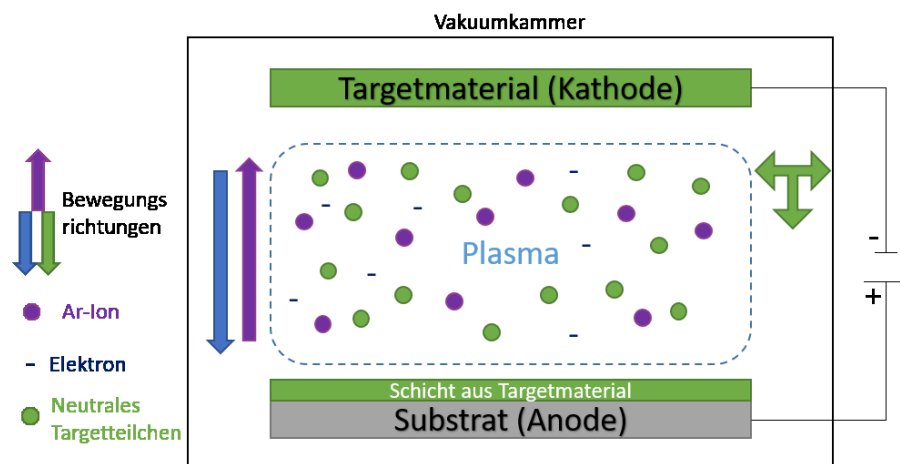 Vakuumkammer
Targetmaterial (Kathode)
Bewegungs
richtungen
Plasma
-
+
Ar-Ion
- Elektron
Neutrales
Targetteilchen
Schicht aus Targetmaterial
Substrat (Anode)